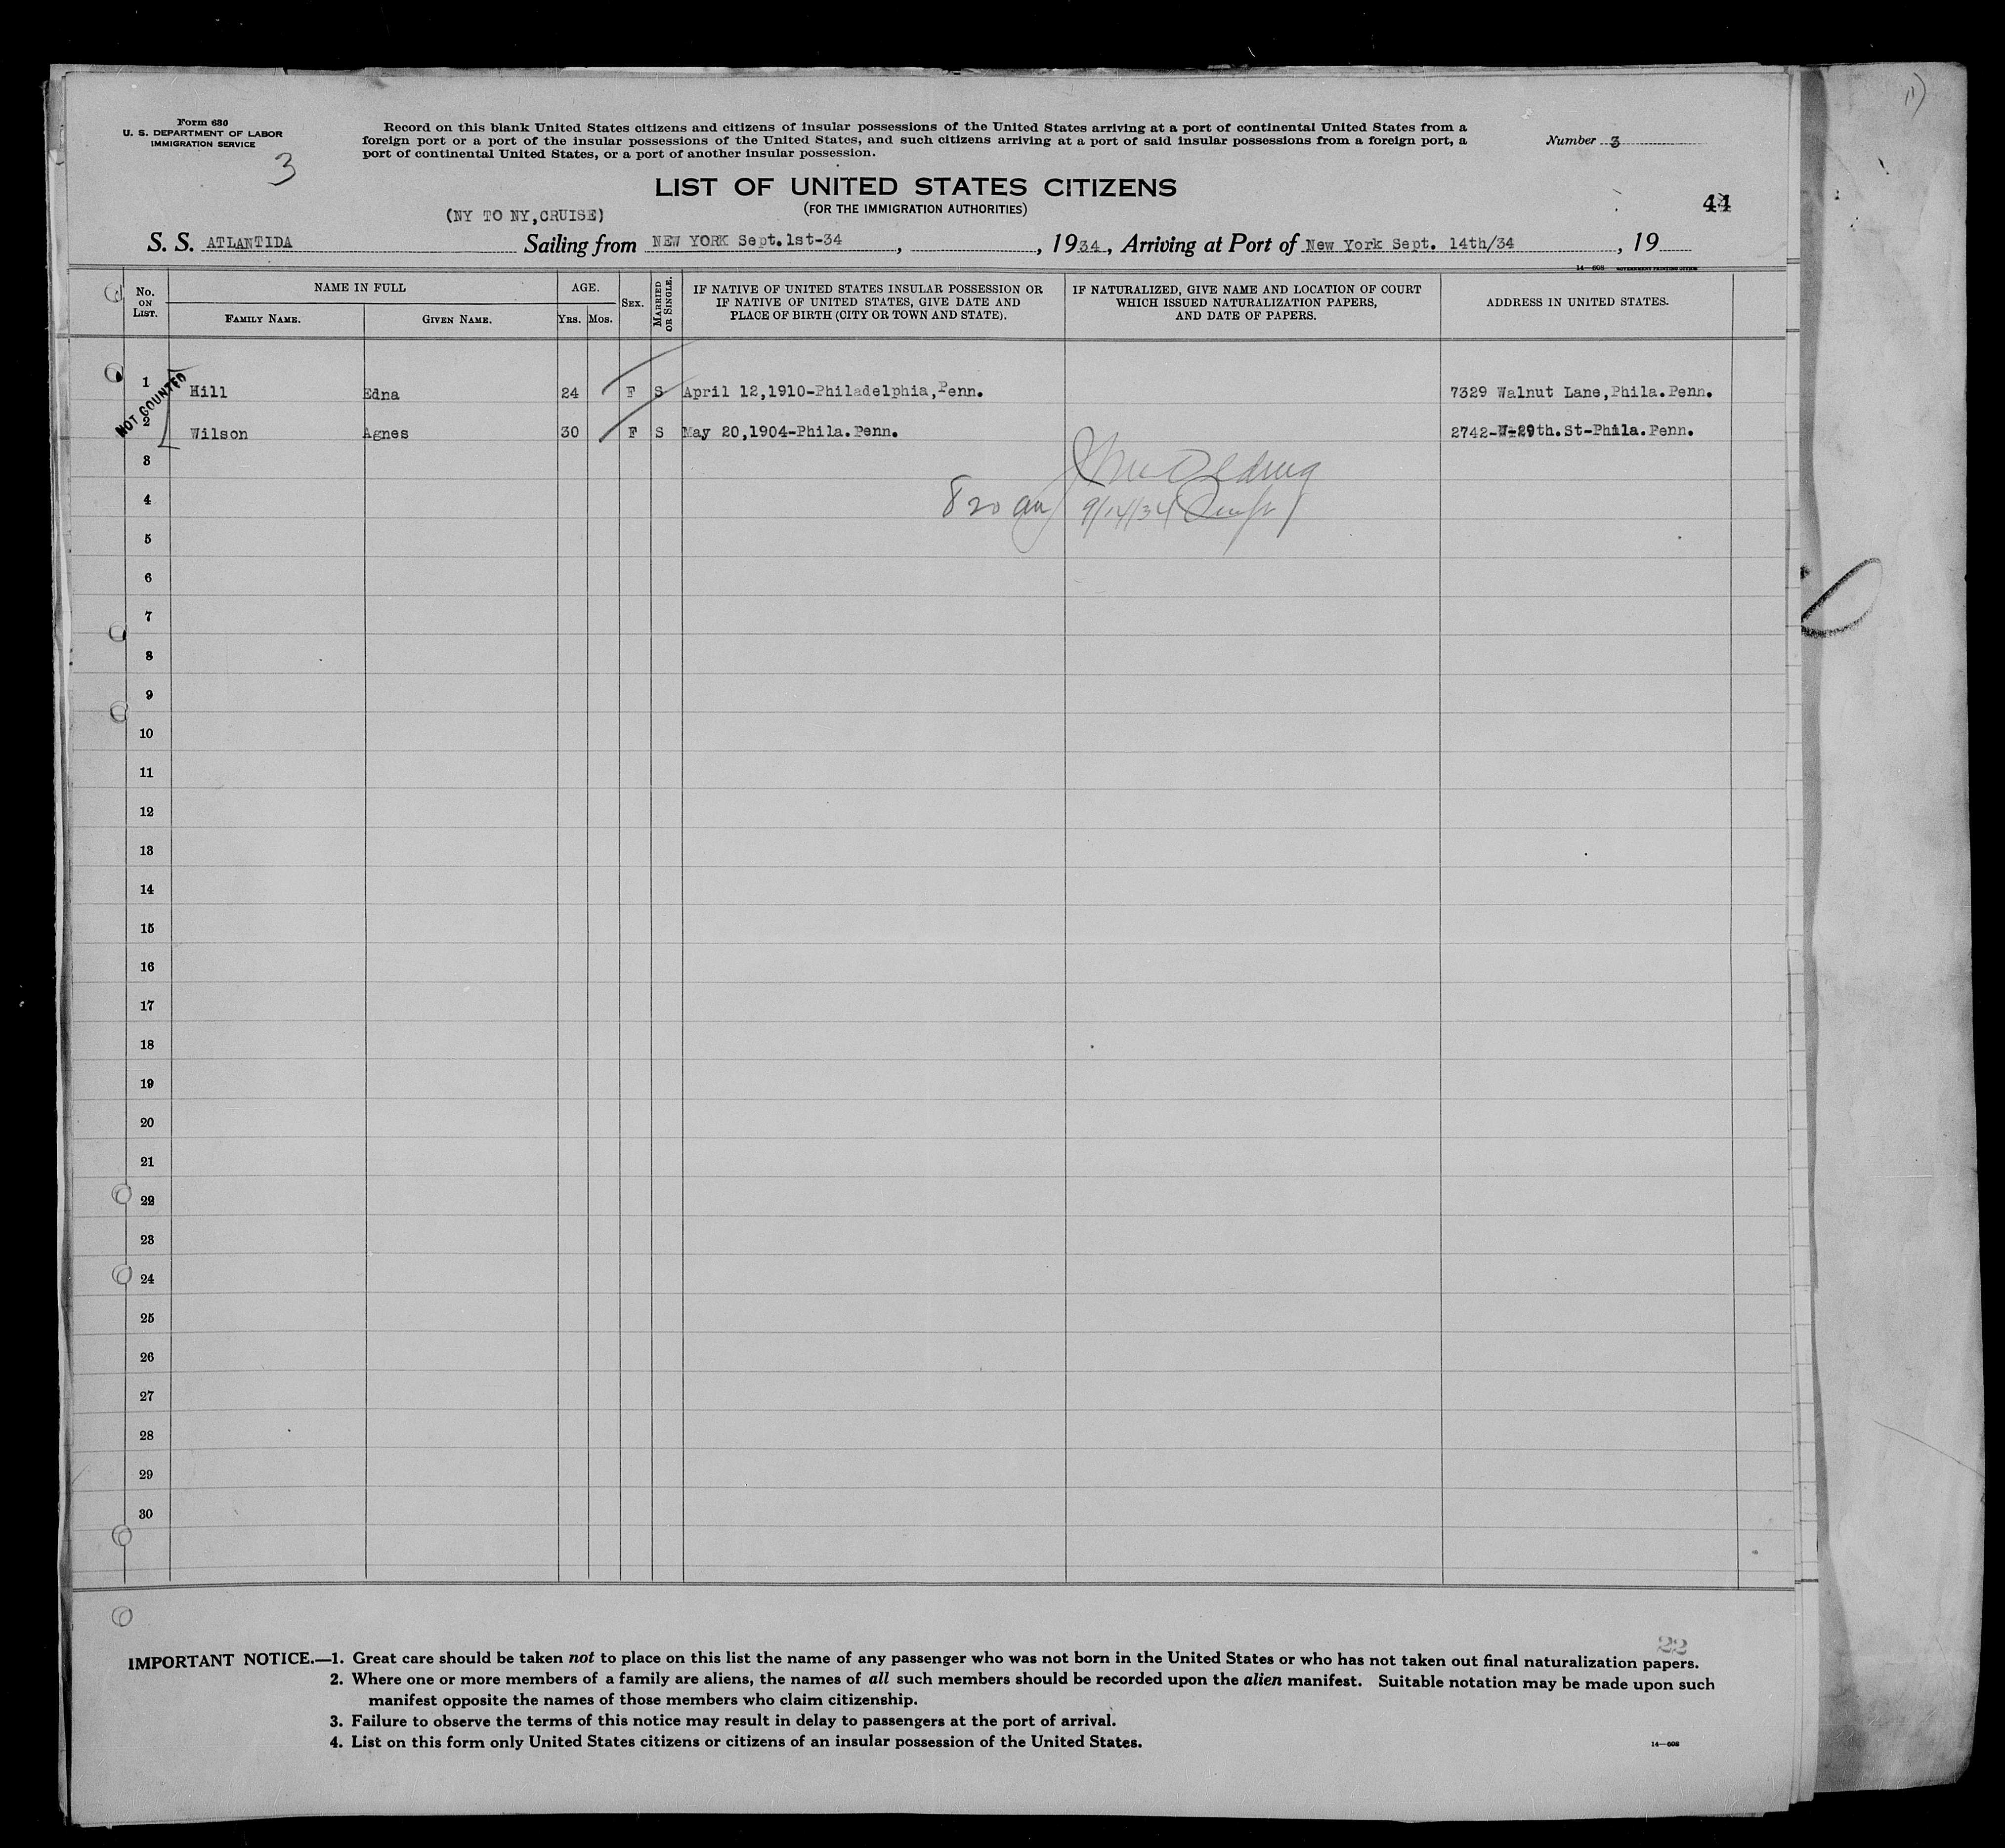 Form 630
U. S. DEPARTMENT OF LABOR
IMMIGRATION SERVICE
3
Record on this blank United States citizens and citizens of insular possessions of the United States arriving at a port of continental United States from a
foreign port or a port of the insular possessions of the United States, and such citizens arriving at a port of said insular possessions from a foreign port, a
port of continental United States, or a port of another insular possession.
Number 3
LIST OF UNITED STATES CITIZENS
(FOR THE IMMIGRATION AUTHORITIES)
(NY TO NY,CRUISE)
S. S. ATLANTIDA Sailing from NEW YORK Sept.1st-34 , , 1934, Arriving at Port of New York Sept. 14th/34 , 19
14—608 GOVERNMENT PRINTING OFFICE
No. ON LIST.
NAME IN FULL
FAMILY NAME. GIVEN NAME.
AGE.
YRS. MOS.
SEX.
MARRIED OR SINGLE.
IF NATIVE OF UNITED STATES INSULAR POSSESSION OR
IF NATIVE OF UNITED STATES, GIVE DATE AND
PLACE OF BIRTH (CITY OR TOWN AND STATE).
IF NATURALIZED, GIVE NAME AND LOCATION OF COURT
WHICH ISSUED NATURALIZATION PAPERS,
AND DATE OF PAPERS.
ADDRESS IN UNITED STATES.
NOT COUNTED
1 Hill Edna 24 F S April 12,1910-Philadelphia,Penn. 7329 Walnut Lane,Phila.Penn.
2 Wilson Agnes 30 F S May 20,1904-Phila.Penn. 2742-W-29th.St-Phila.Penn.
3
4 820 am 9/14/34
5
6
7
8
9
10
11
12
13
14
15
16
17
18
19
20
21
22
23
24
25
26
27
28
29
30
22
IMPORTANT NOTICE.—1. Great care should be taken not to place on this list the name of any passenger who was not born in the United States or who has not taken out final naturalization papers.
2. Where one or more members of a family are aliens, the names of all such members should be recorded upon the alien manifest. Suitable notation may be made upon such
manifest opposite the names of those members who claim citizenship.
3. Failure to observe the terms of this notice may result in delay to passengers at the port of arrival.
4. List on this form only United States citizens or citizens of an insular possession of the United States.
14—608